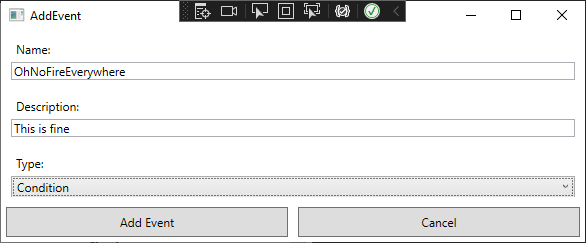 AddEvent
Name:
OhNoFireEverywhere
Description:
This is fine
Type:
Condition
Add Event
Cancel